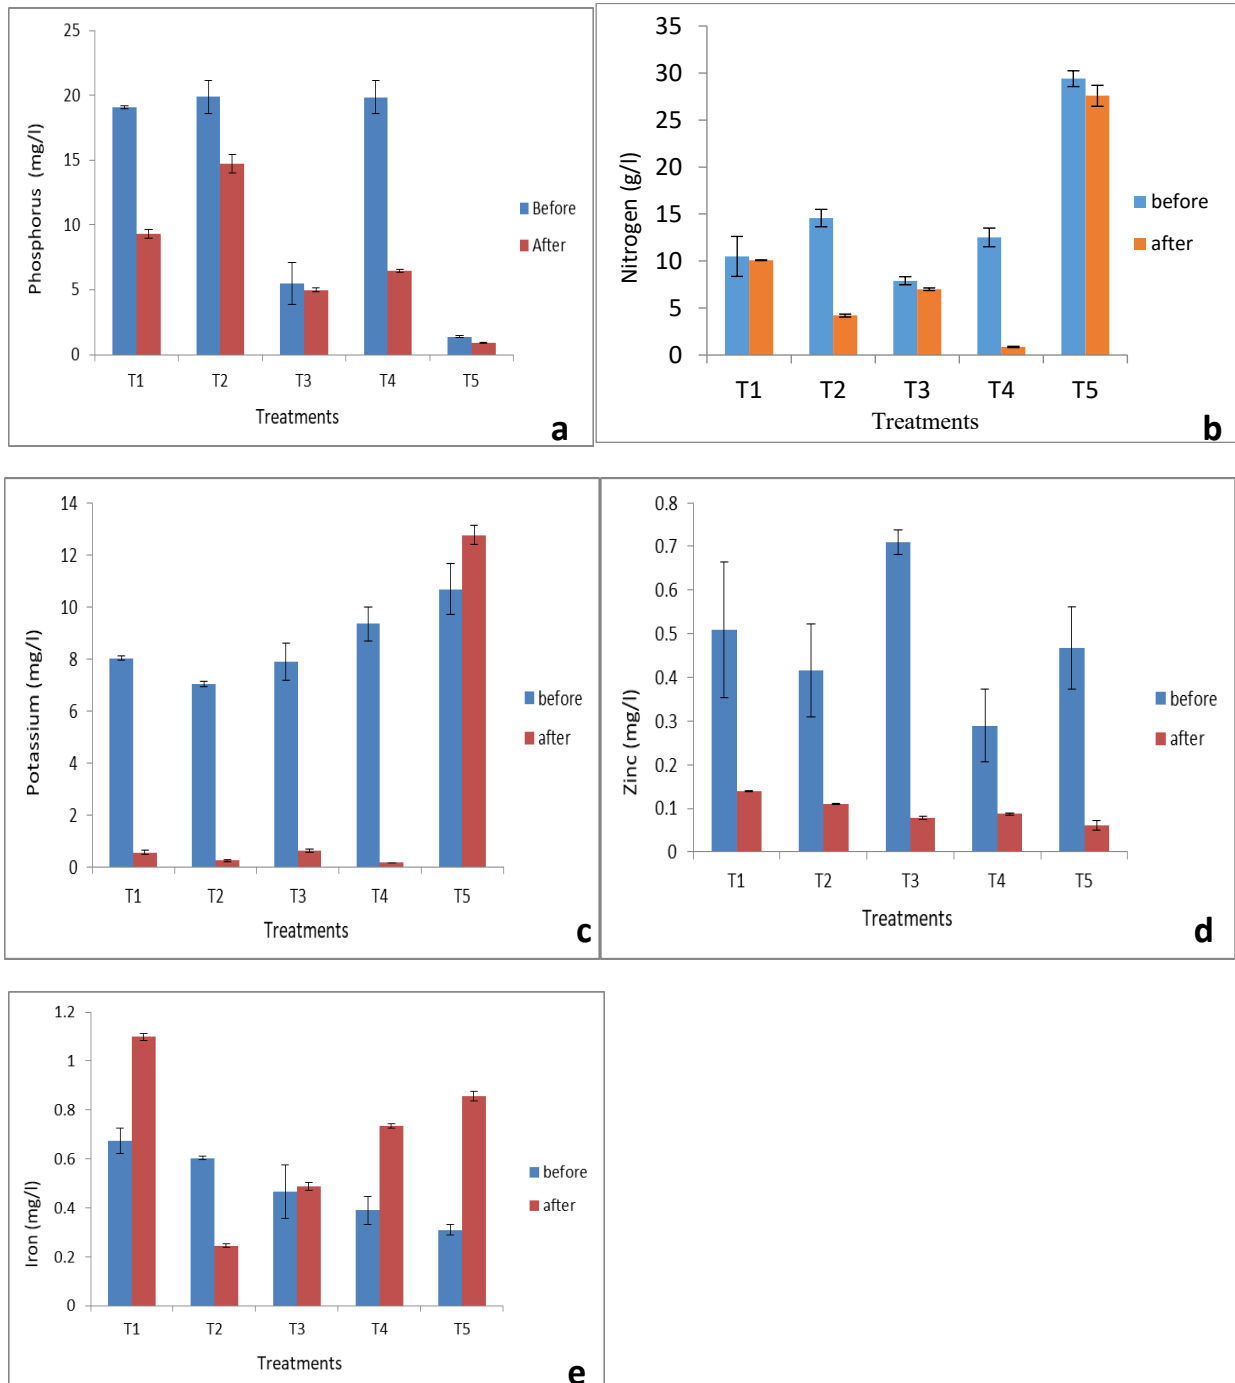 25
20
15
10
5
0
Phosphorus (mg/l)
T1 T2 T3 T4 T5
Treatments
Before
After
a
35
30
25
20
15
10
5
0
Nitrogen (g/l)
T1 T2 T3 T4 T5
Treatments
before
after
b
14
12
10
8
6
4
2
0
Potassium (mg/l)
T1 T2 T3 T4 T5
Treatments
before
after
c
0.8
0.7
0.6
0.5
0.4
0.3
0.2
0.1
0
Zinc (mg/l)
T1 T2 T3 T4 T5
Treatments
before
after
d
1.2
1
0.8
0.6
0.4
0.2
0
Iron (mg/l)
T1 T2 T3 T4 T5
Treatments
before
after
e